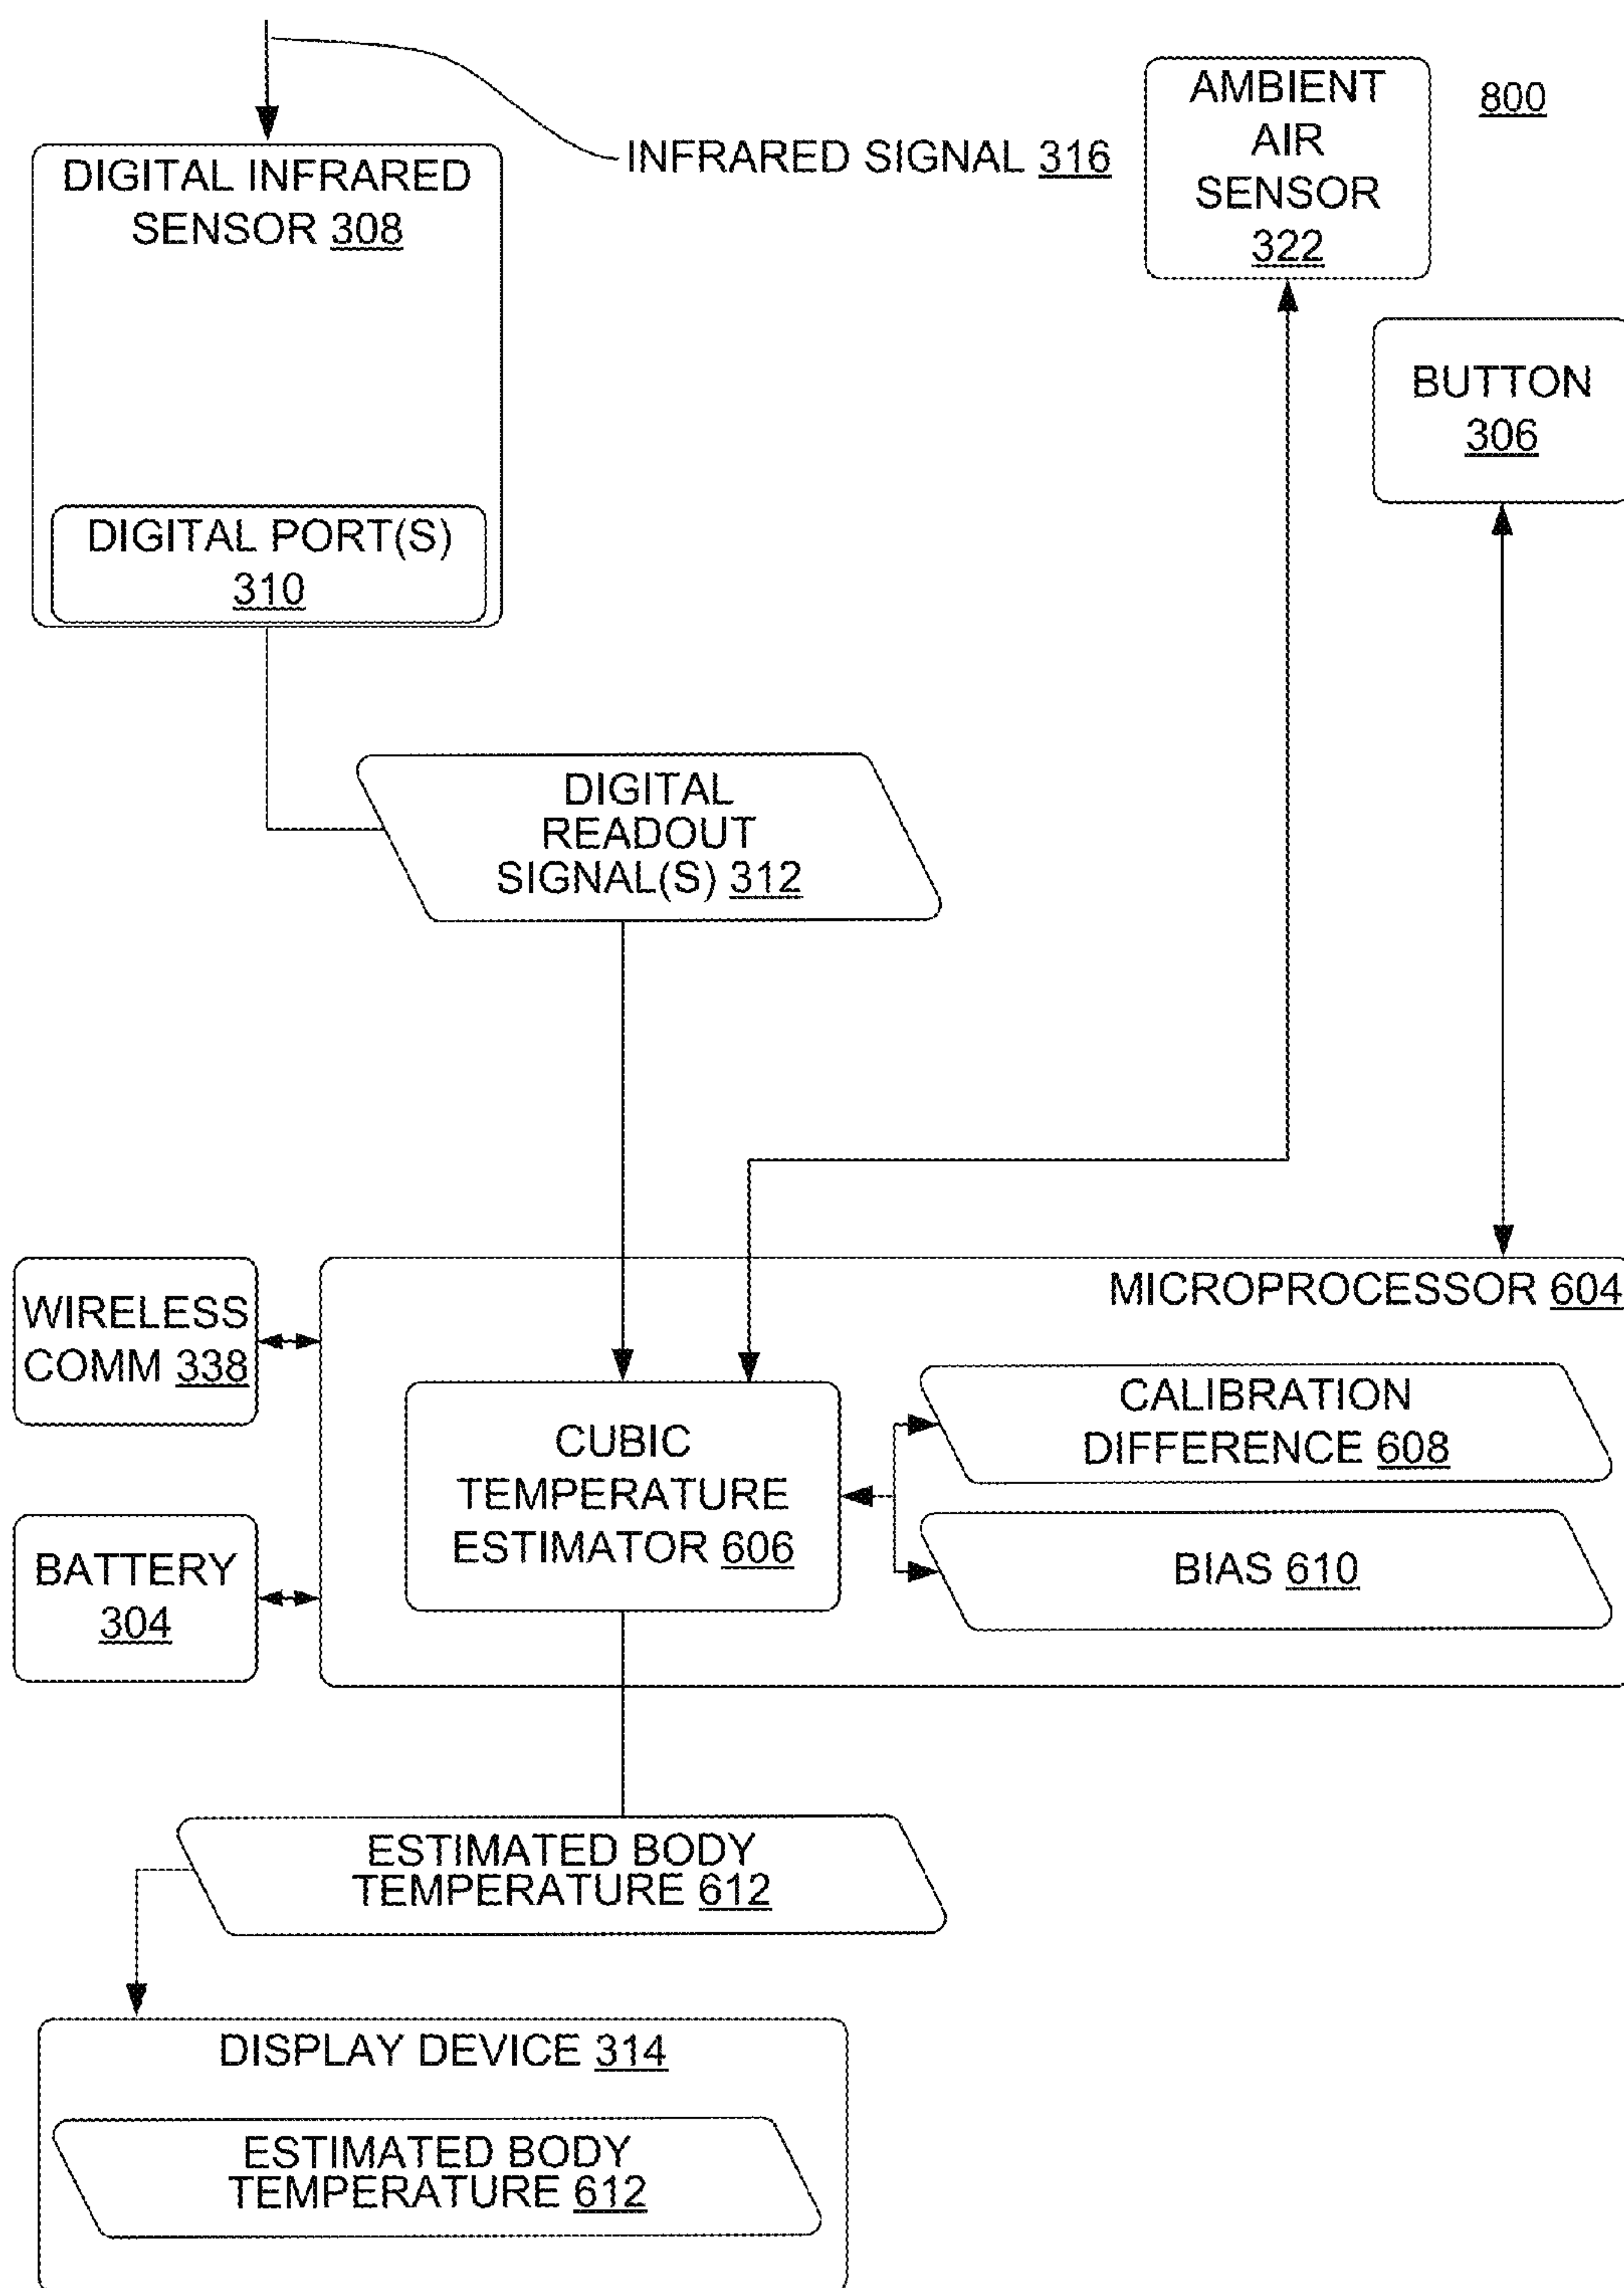 INFRARED SIGNAL 316
AMBIENT
AIR
SENSOR
322
800
DIGITAL INFRARED
SENSOR 308
BUTTON
306
DIGITAL PORT(S)
310
DIGITAL
READOUT
SIGNAL(S) 312
MICROPROCESSOR 604
WIRELESS
COMM 338
CUBIC
TEMPERATURE
ESTIMATOR 606
CALIBRATION
DIFFERENCE 608
BIAS 610
BATTERY
304
ESTIMATED BODY
TEMPERATURE 612
DISPLAY DEVICE 314
ESTIMATED BODY
TEMPERATURE 612